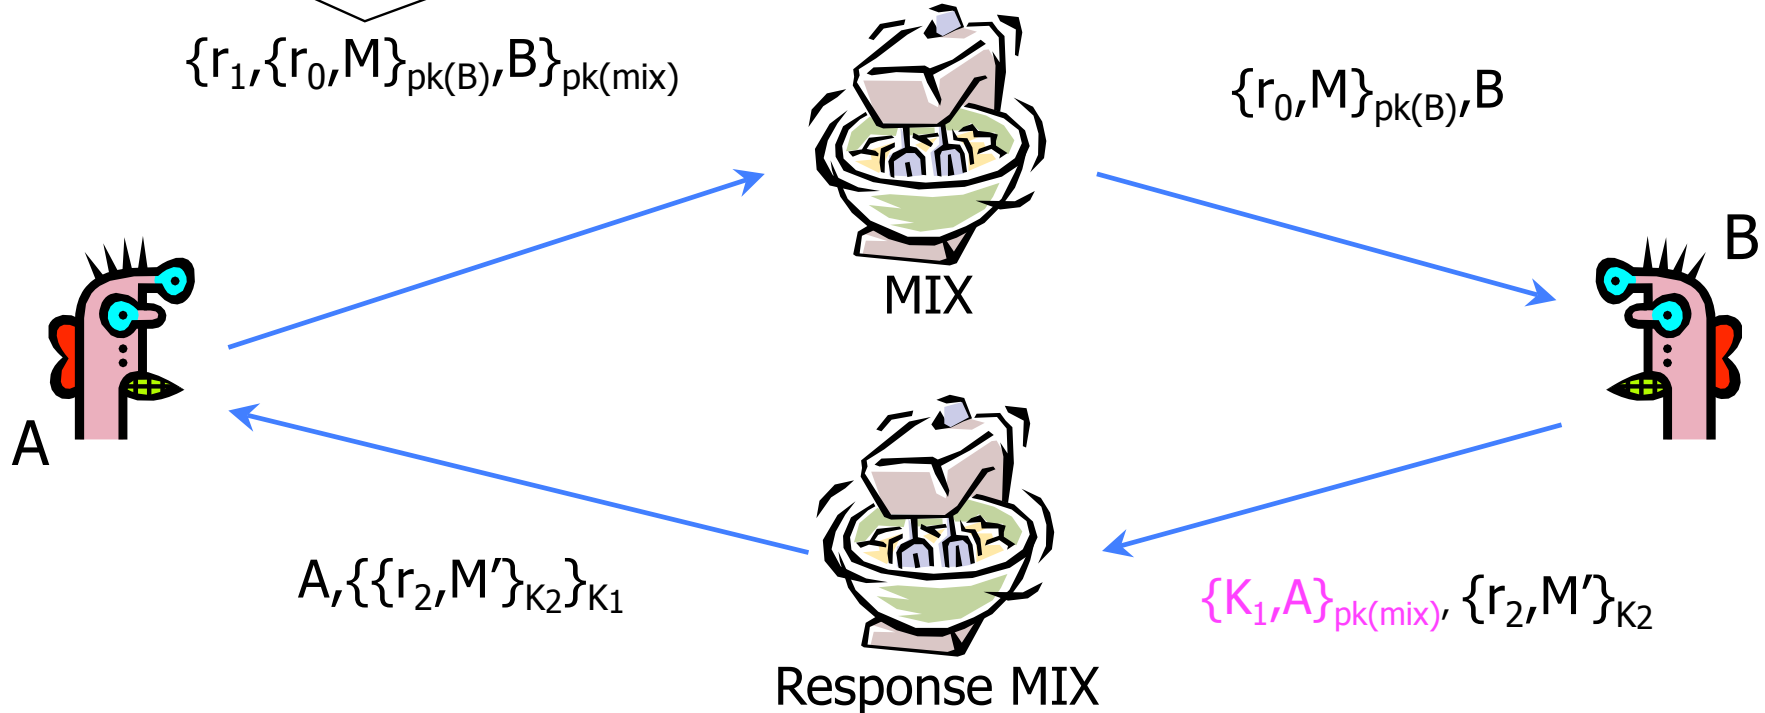 {r₁,{r₀,M}pk(B),B}pk(mix)
{r₀,M}pk(B),B
MIX
B
A
A,{{r₂,M’}K2}K1
{K₁,A}pk(mix), {r₂,M’}K2
Response MIX